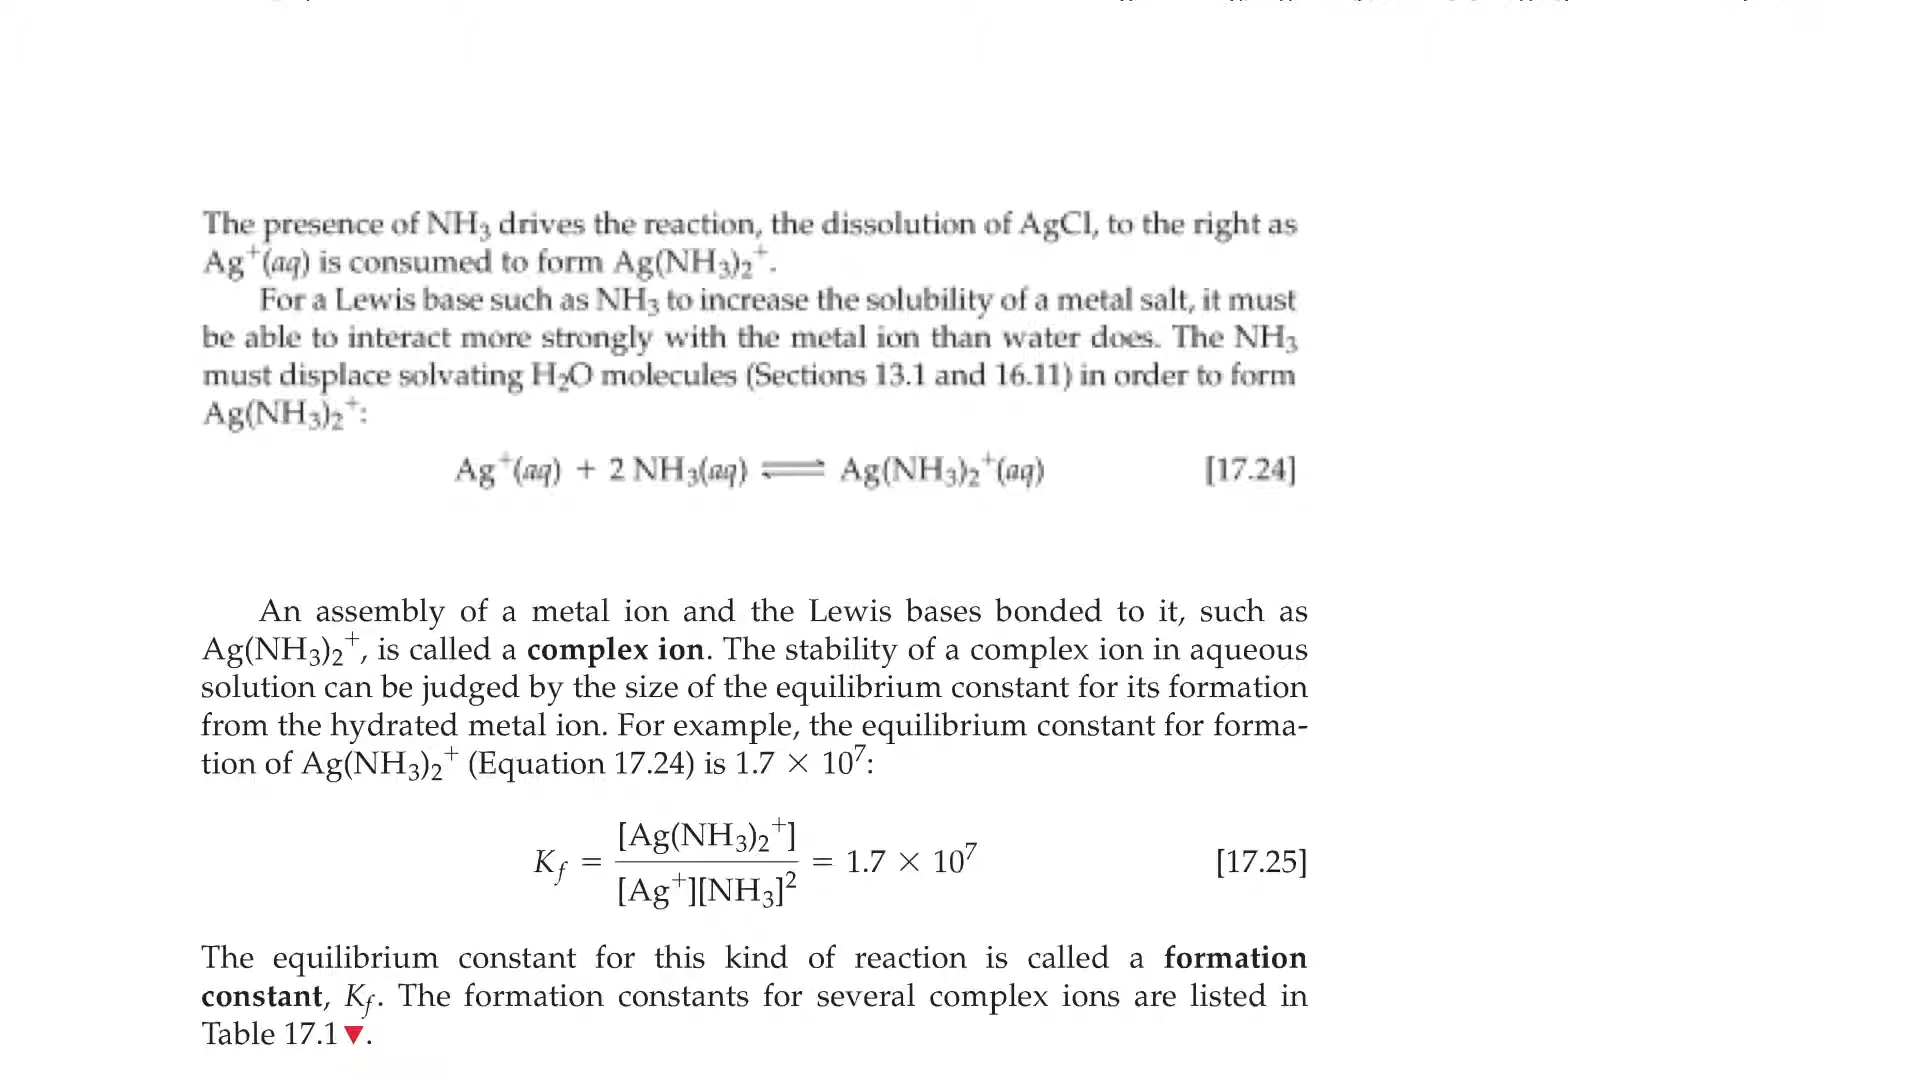 The presence of NH₃ drives the reaction, the dissolution of AgCl, to the right as
Ag⁺(aq) is consumed to form Ag(NH₃)₂⁺.
For a Lewis base such as NH₃ to increase the solubility of a metal salt, it must
be able to interact more strongly with the metal ion than water does. The NH₃
must displace solvating H₂O molecules (Sections 13.1 and 16.11) in order to form
Ag(NH₃)₂⁺:
Ag⁺(aq) + 2 NH₃(aq) ⇌ Ag(NH₃)₂⁺(aq) [17.24]
An assembly of a metal ion and the Lewis bases bonded to it, such as
Ag(NH₃)₂⁺, is called a complex ion. The stability of a complex ion in aqueous
solution can be judged by the size of the equilibrium constant for its formation
from the hydrated metal ion. For example, the equilibrium constant for forma-
tion of Ag(NH₃)₂⁺ (Equation 17.24) is 1.7 × 10⁷:
K_f = [Ag(NH₃)₂⁺] / [Ag⁺][NH₃]² = 1.7 × 10⁷ [17.25]
The equilibrium constant for this kind of reaction is called a formation
constant, K_f. The formation constants for several complex ions are listed in
Table 17.1▼.